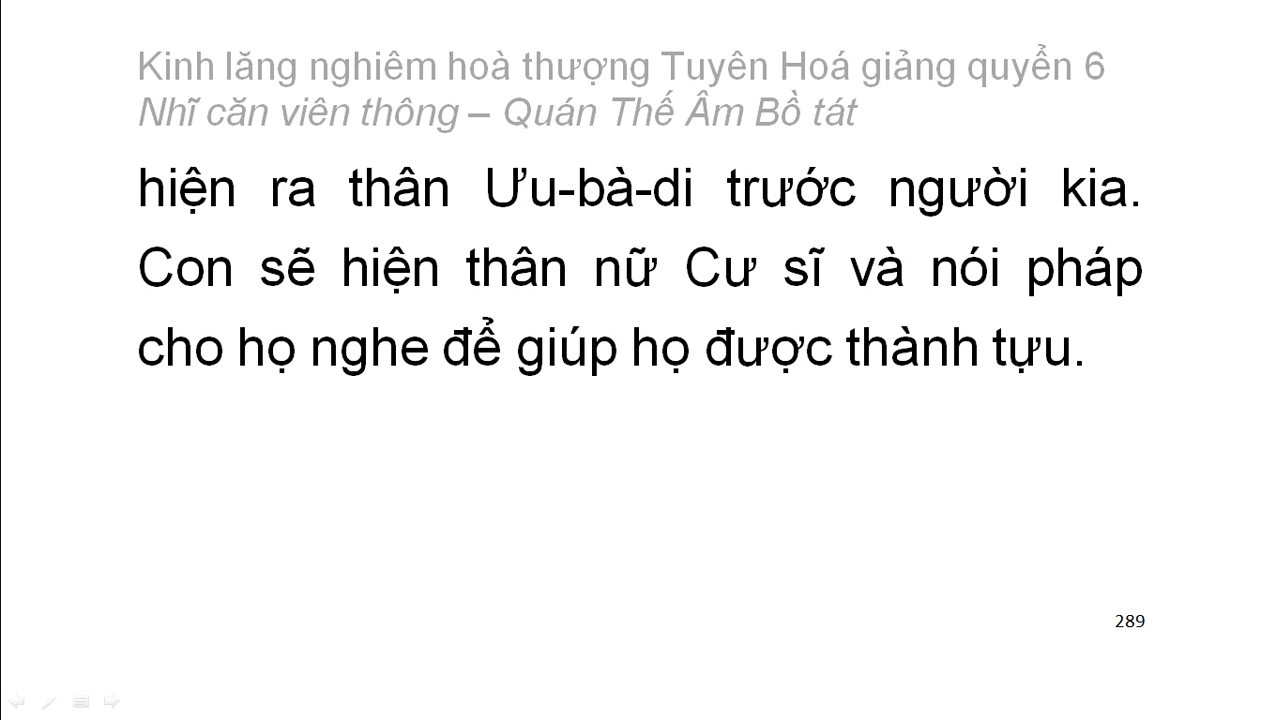 Kinh lăng nghiêm hoà thượng Tuyên Hoá giảng quyển 6
Nhĩ căn viên thông – Quán Thế Âm Bồ tát
hiện ra thân Ưu-bà-di trước người kia.
Con sẽ hiện thân nữ Cư sĩ và nói pháp
cho họ nghe để giúp họ được thành tựu.
289